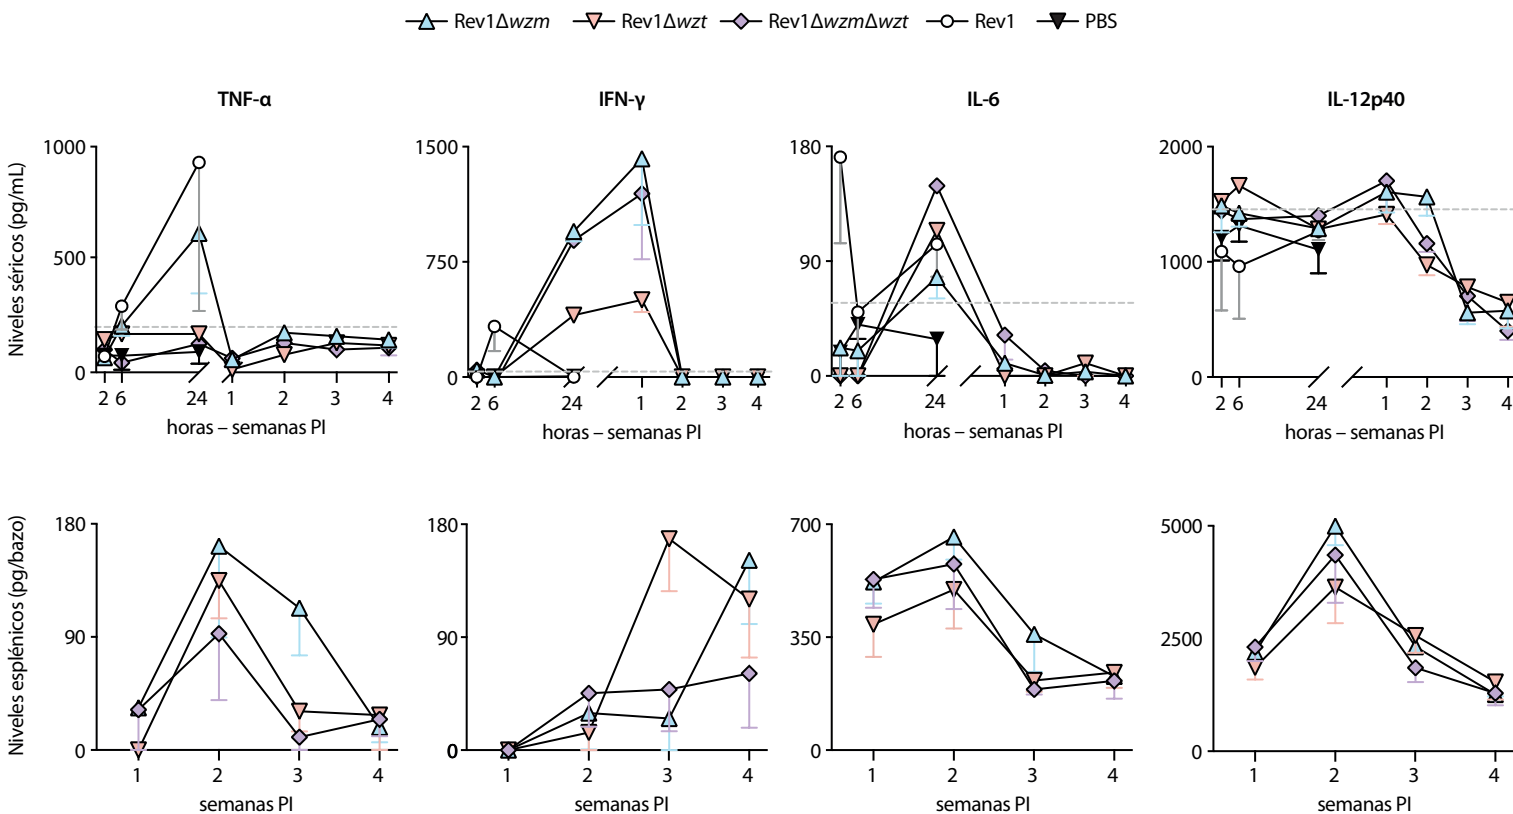 Rev1Δwzm Rev1Δwzt Rev1ΔwzmΔwzt Rev1 PBS
TNF-α IFN-γ IL-6 IL-12p40
Niveles séricos (pg/mL)
1000
500
0
2 6 24 1 2 3 4
horas – semanas PI
1500
750
0
2 6 24 1 2 3 4
horas – semanas PI
180
90
0
2 6 24 1 2 3 4
horas – semanas PI
2000
1000
0
2 6 24 1 2 3 4
horas – semanas PI
Niveles esplénicos (pg/bazo)
180
90
0
1 2 3 4
semanas PI
180
90
0
1 2 3 4
semanas PI
700
350
0
1 2 3 4
semanas PI
5000
2500
0
1 2 3 4
semanas PI